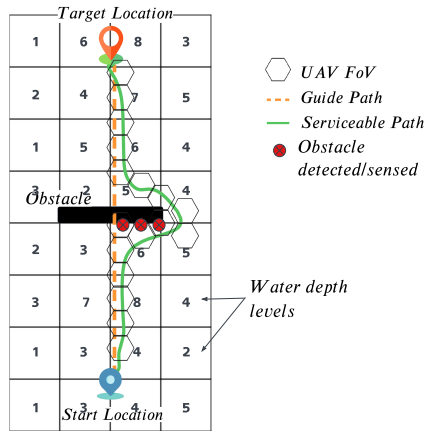 Target Location
1 6 8 3
2 4 7 5
1 5 6 4
3 2 5 4
Obstacle
2 3 6 5
3 7 8 4
1 3 4 2
1 3 4 5
Start Location
UAV FoV
Guide Path
Serviceable Path
Obstacle
detected/sensed
Water depth
levels